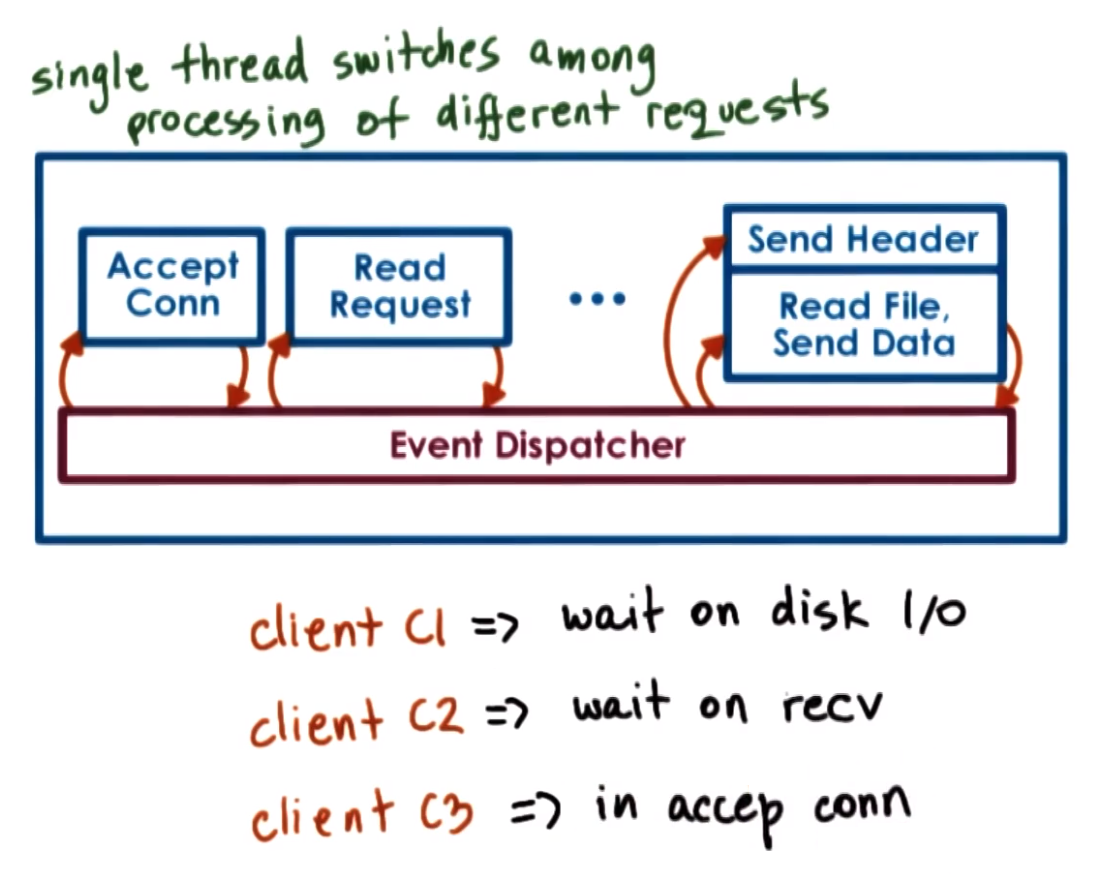 single thread switches among
processing of different requests
Accept
Conn
Read
Request
...
Send Header
Read File,
Send Data
Event Dispatcher
client C1 => wait on disk I/O
client C2 => wait on recv
client C3 => in accep conn